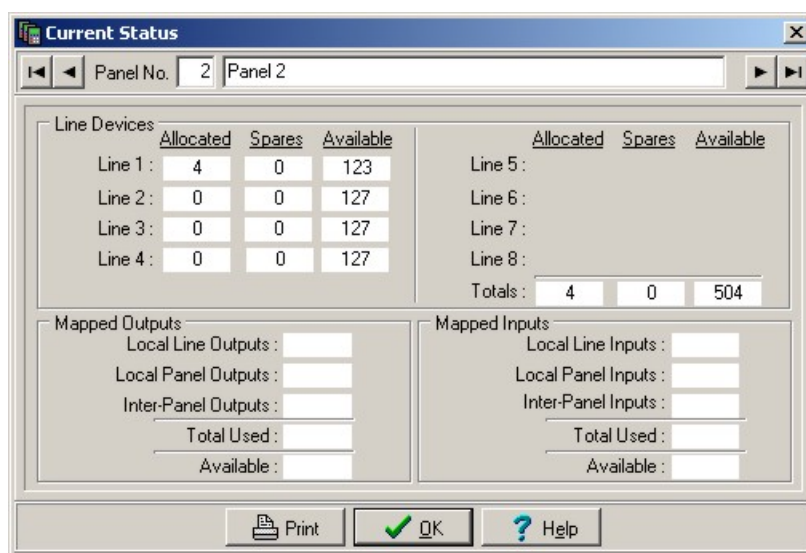 Current Status
Panel No. 2 Panel 2
Line Devices
Allocated Spares Available
Line 1 : 4 0 123
Line 2 : 0 0 127
Line 3 : 0 0 127
Line 4 : 0 0 127
Allocated Spares Available
Line 5 :
Line 6 :
Line 7 :
Line 8 :
Totals : 4 0 504
Mapped Outputs
Local Line Outputs :
Local Panel Outputs :
Inter-Panel Outputs :
Total Used :
Available :
Mapped Inputs
Local Line Inputs :
Local Panel Inputs :
Inter-Panel Inputs :
Total Used :
Available :
Print OK Help